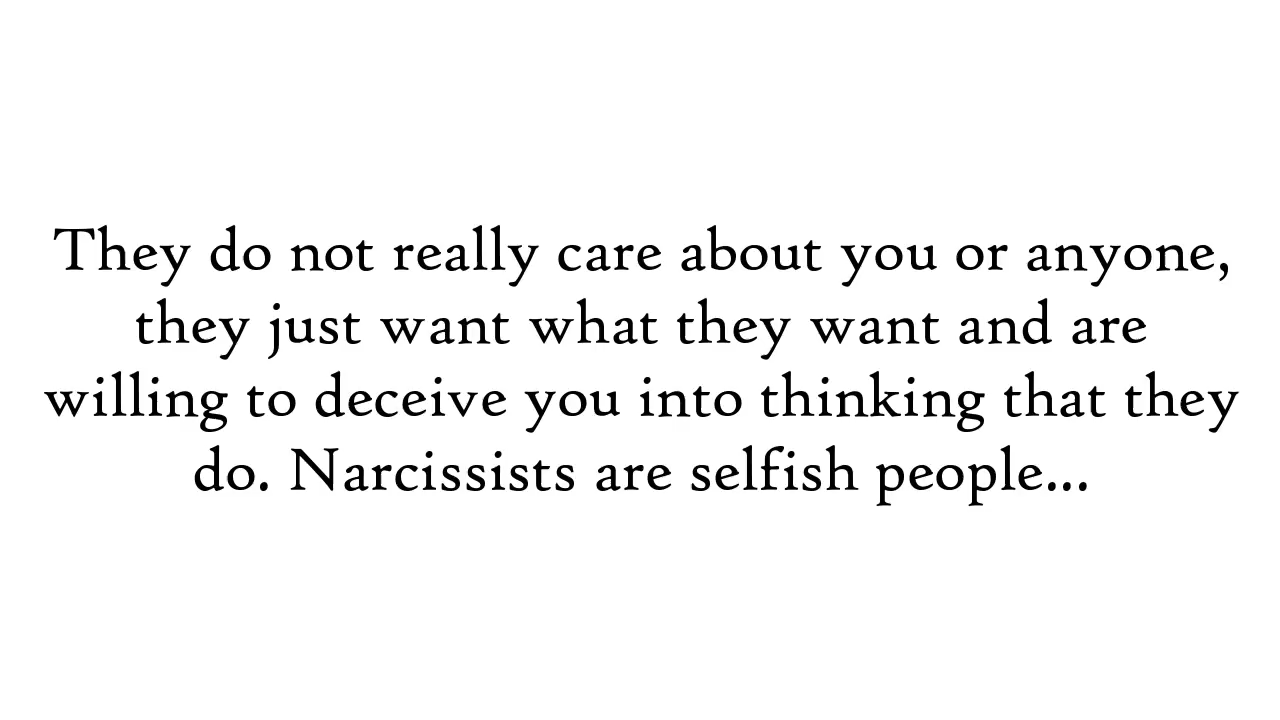 They do not really care about you or anyone,
they just want what they want and are
willing to deceive you into thinking that they
do. Narcissists are selfish people...